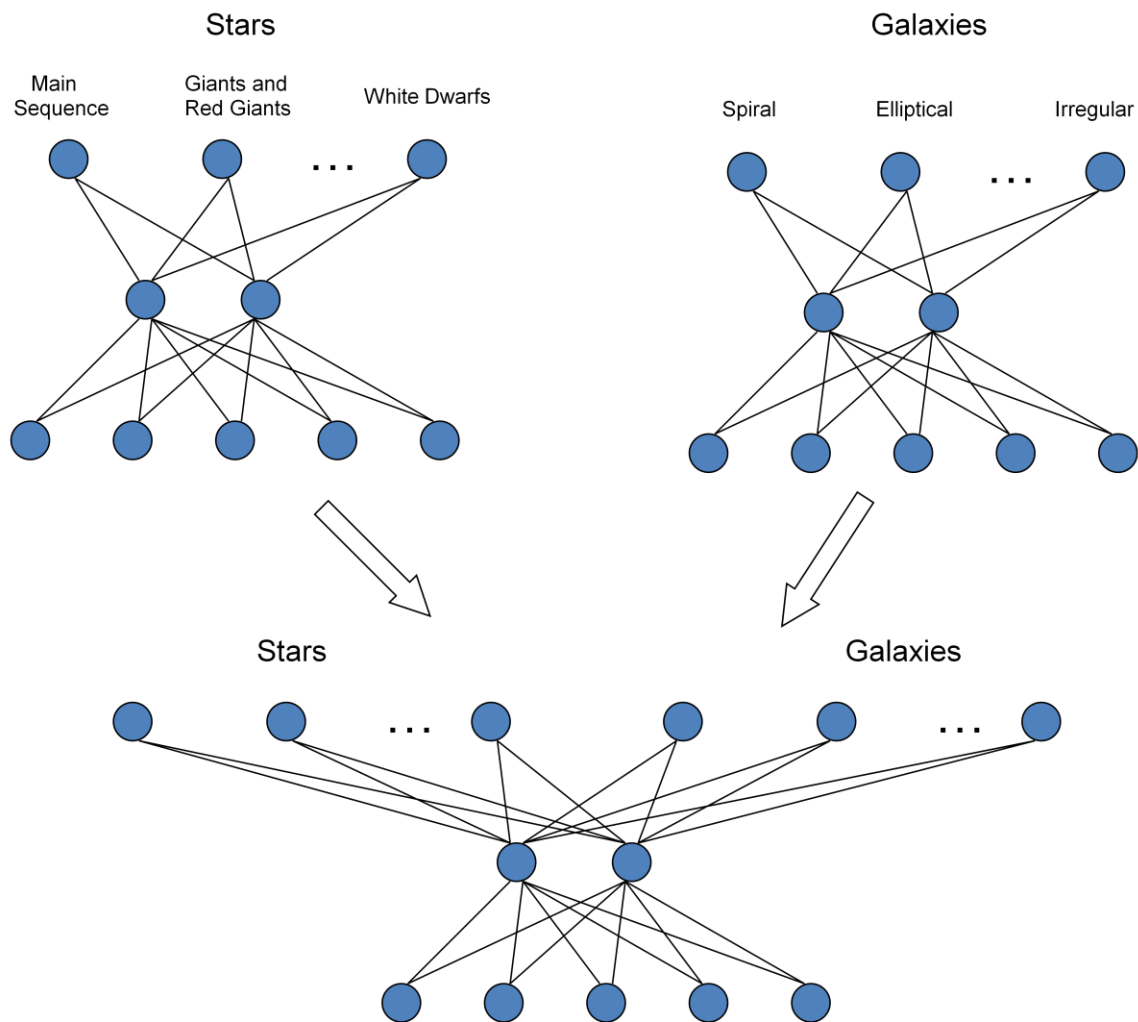 Stars
Main
Sequence
Giants and
Red Giants
White Dwarfs
...
Galaxies
Spiral
Elliptical
Irregular
...
Stars
Galaxies
...
...